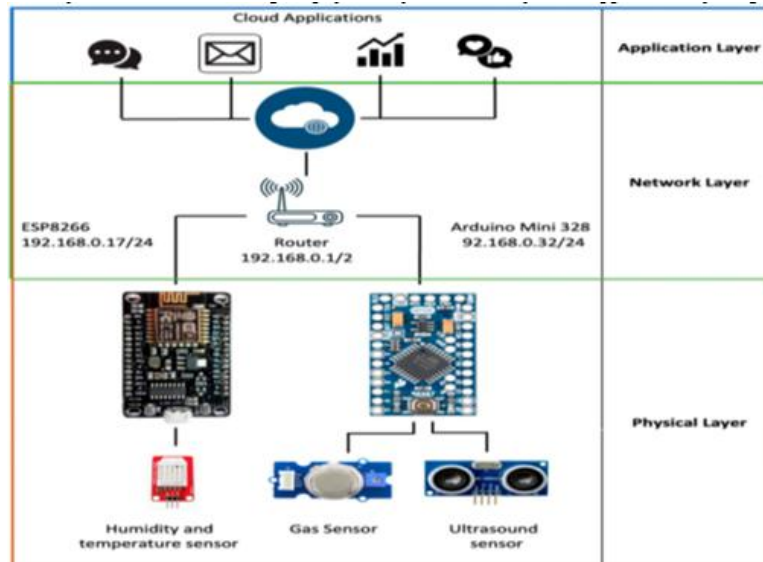 Cloud Applications
Application Layer
Network Layer
ESP8266
192.168.0.17/24
Router
192.168.0.1/2
Arduino Mini 328
92.168.0.32/24
Physical Layer
Humidity and
temperature sensor
Gas Sensor
Ultrasound
sensor